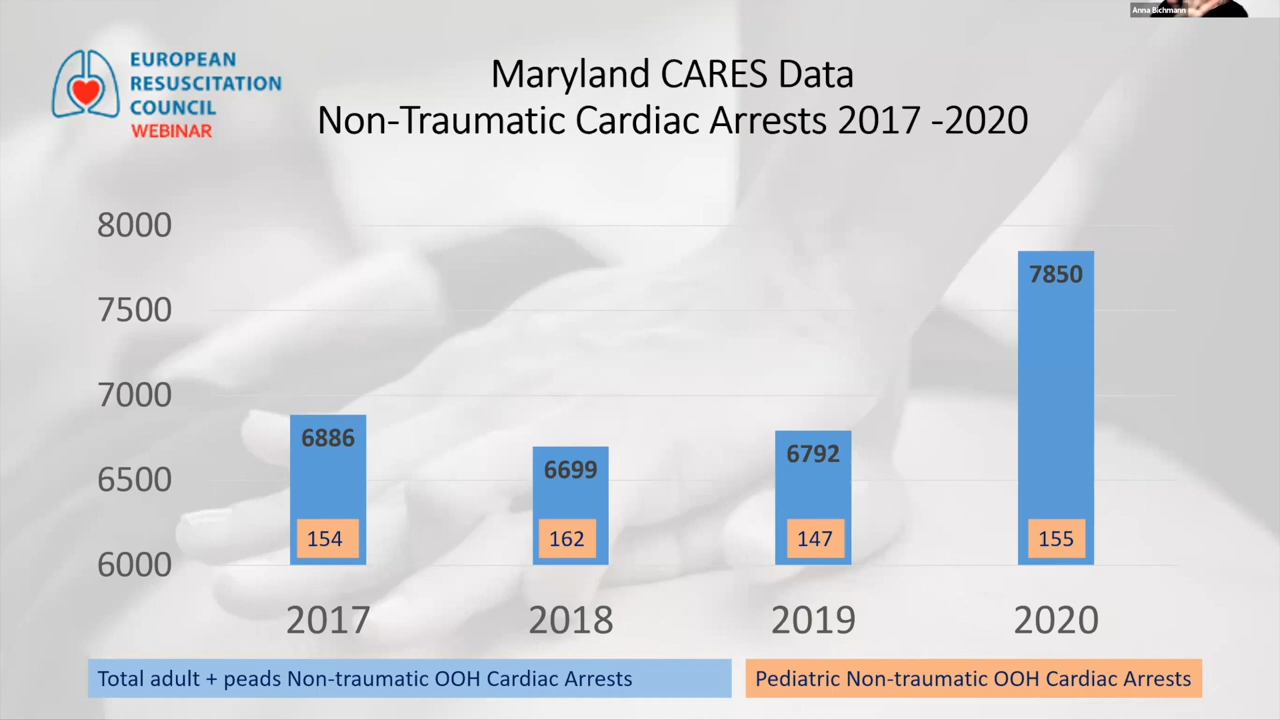 Anna Bichmann
EUROPEAN
RESUSCITATION
COUNCIL
WEBINAR
Maryland CARES Data
Non-Traumatic Cardiac Arrests 2017 -2020
8000
7500
7000
6500
6000
6886
6699
6792
7850
154
162
147
155
2017
2018
2019
2020
Total adult + peads Non-traumatic OOH Cardiac Arrests
Pediatric Non-traumatic OOH Cardiac Arrests